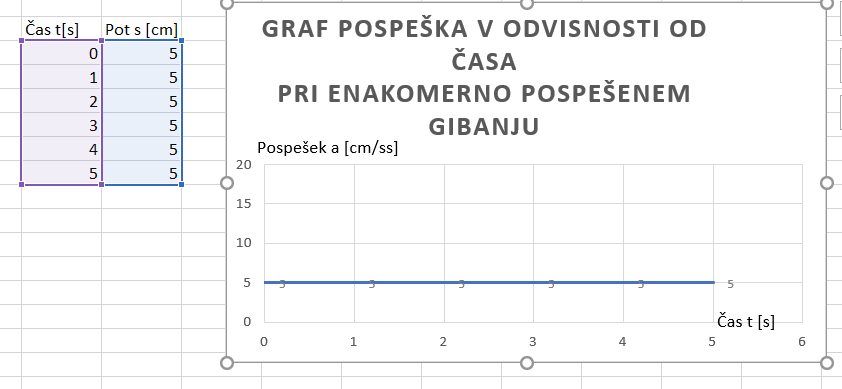 Čas t[s] Pot s [cm]
0 5
1 5
2 5
3 5
4 5
5 5
GRAF POSPEŠKA V ODVISNOSTI OD
ČASA
PRI ENAKOMERNO POSPEŠENEM
GIBANJU
Pospešek a [cm/ss]
20
15
10
5
0
5 5 5 5 5 5
Čas t [s]
0 1 2 3 4 5 6